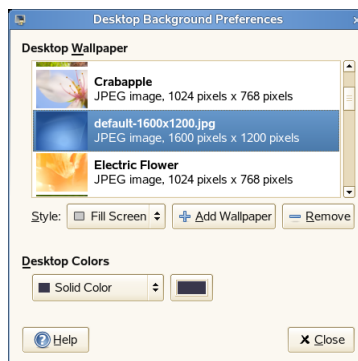 Desktop Background Preferences
Desktop Wallpaper
Crabapple
JPEG image, 1024 pixels x 768 pixels
default-1600x1200.jpg
JPEG image, 1600 pixels x 1200 pixels
Electric Flower
JPEG image, 1024 pixels x 768 pixels
Style: Fill Screen Add Wallpaper Remove
Desktop Colors
Solid Color
Help Close